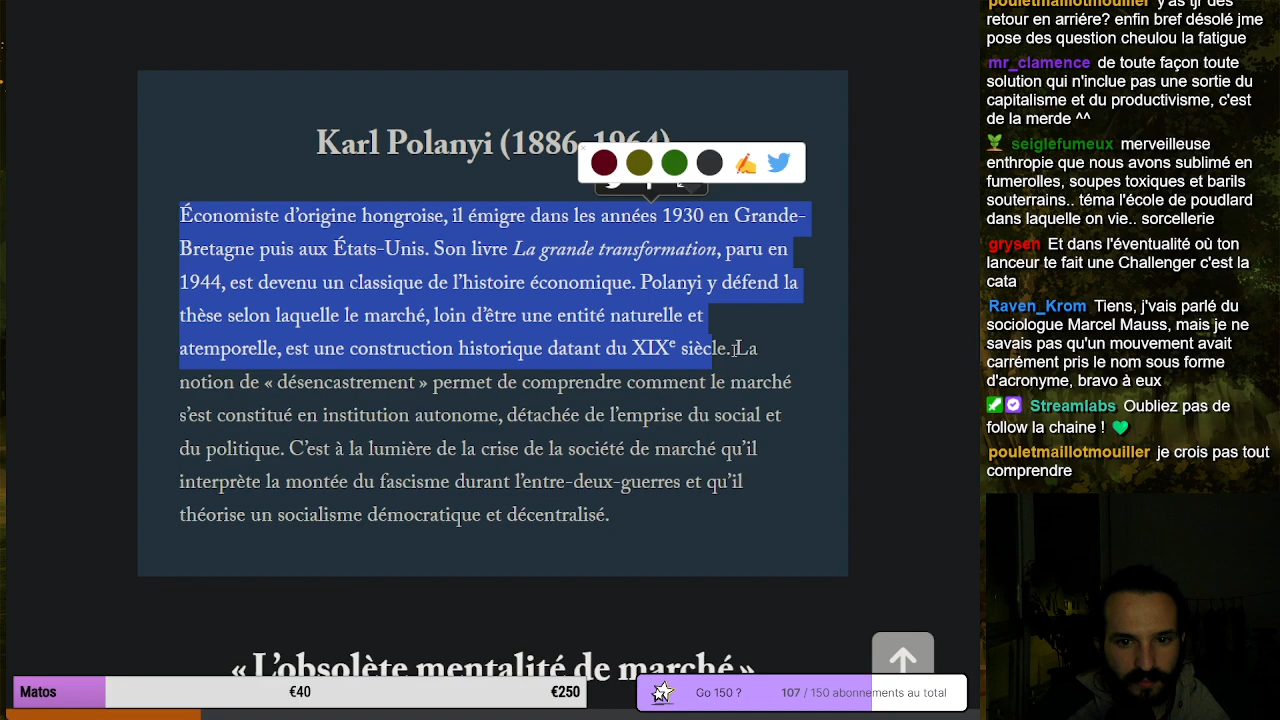 Karl Polanyi (1886-1964)
Économiste d'origine hongroise, il émigre dans les années 1930 en Grande-
Bretagne puis aux États-Unis. Son livre La grande transformation, paru en
1944, est devenu un classique de l'histoire économique. Polanyi y défend la
thèse selon laquelle le marché, loin d'être une entité naturelle et
atemporelle, est une construction historique datant du XIXe siècle. La
notion de « désencastrement » permet de comprendre comment le marché
s'est constitué en institution autonome, détachée de l'emprise du social et
du politique. C'est à la lumière de la crise de la société de marché qu'il
interprète la montée du fascisme durant l'entre-deux-guerres et qu'il
théorise un socialisme démocratique et décentralisé.
« L'obsolète mentalité de marché »
Matos €40 €250
Go 150 ? 107 / 150 abonnements au total
pouletmaillotmouiller y'as tjr des
retour en arriére? enfin bref désolé jme
pose des question cheulou la fatigue
mr_clamence de toute façon toute
solution qui n'inclue pas une sortie du
capitalisme et du productivisme, c'est
de la merde ^^
seiglefumeux merveilleuse
enthropie que nous avons sublimé en
fumerolles, soupes toxiques et barils
souterrains.. téma l'école de poudlard
dans laquelle on vie.. sorcellerie
grysen Et dans l'éventualité où ton
lanceur te fait une Challenger c'est la
cata
Raven_Krom Tiens, j'vais parlé du
sociologue Marcel Mauss, mais je ne
savais pas qu'un mouvement avait
carrément pris le nom sous forme
d'acronyme, bravo à eux
Streamlabs Oubliez pas de
follow la chaine !
pouletmaillotmouiller je crois pas tout
comprendre